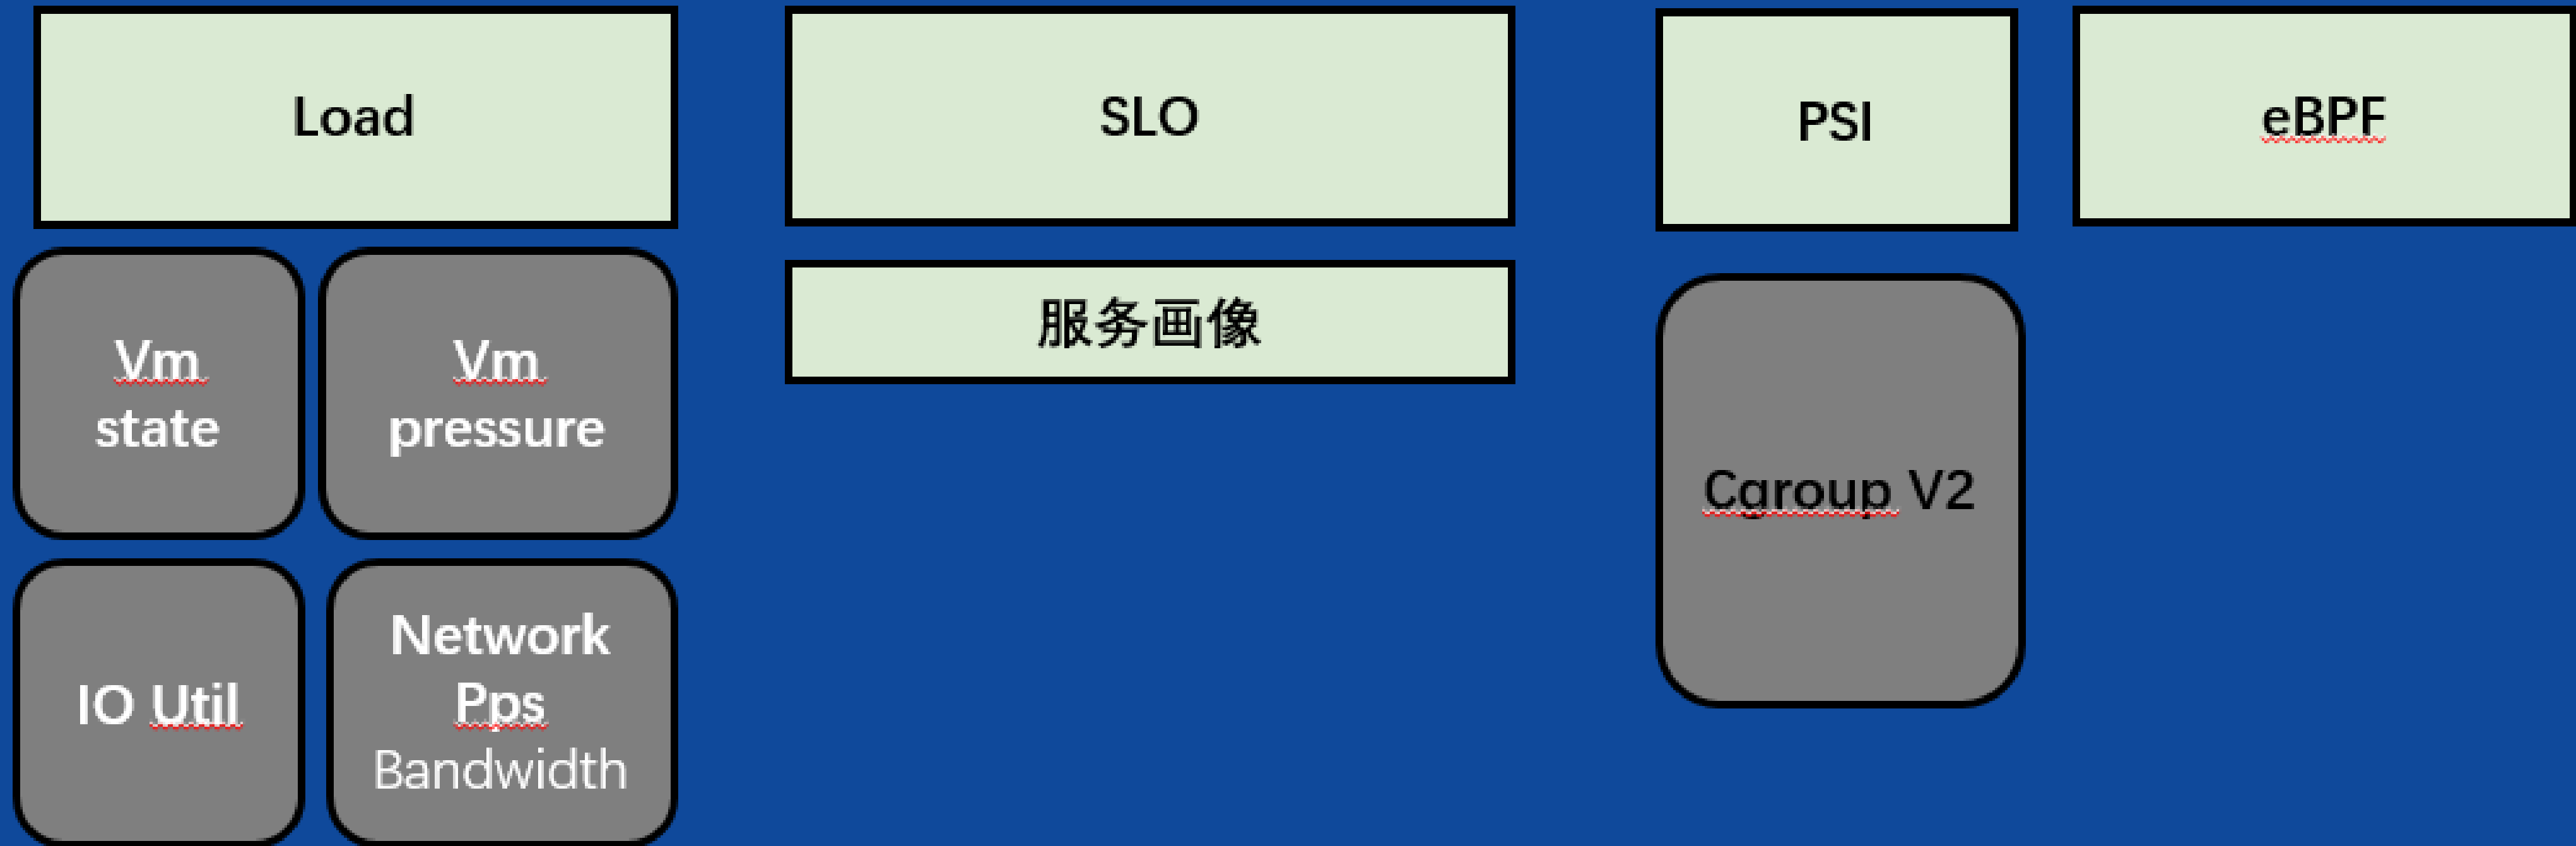 Load
SLO
PSI
eBPF
Vm
state
Vm
pressure
服务画像
Cgroup V2
IO Util
Network
Pps
Bandwidth